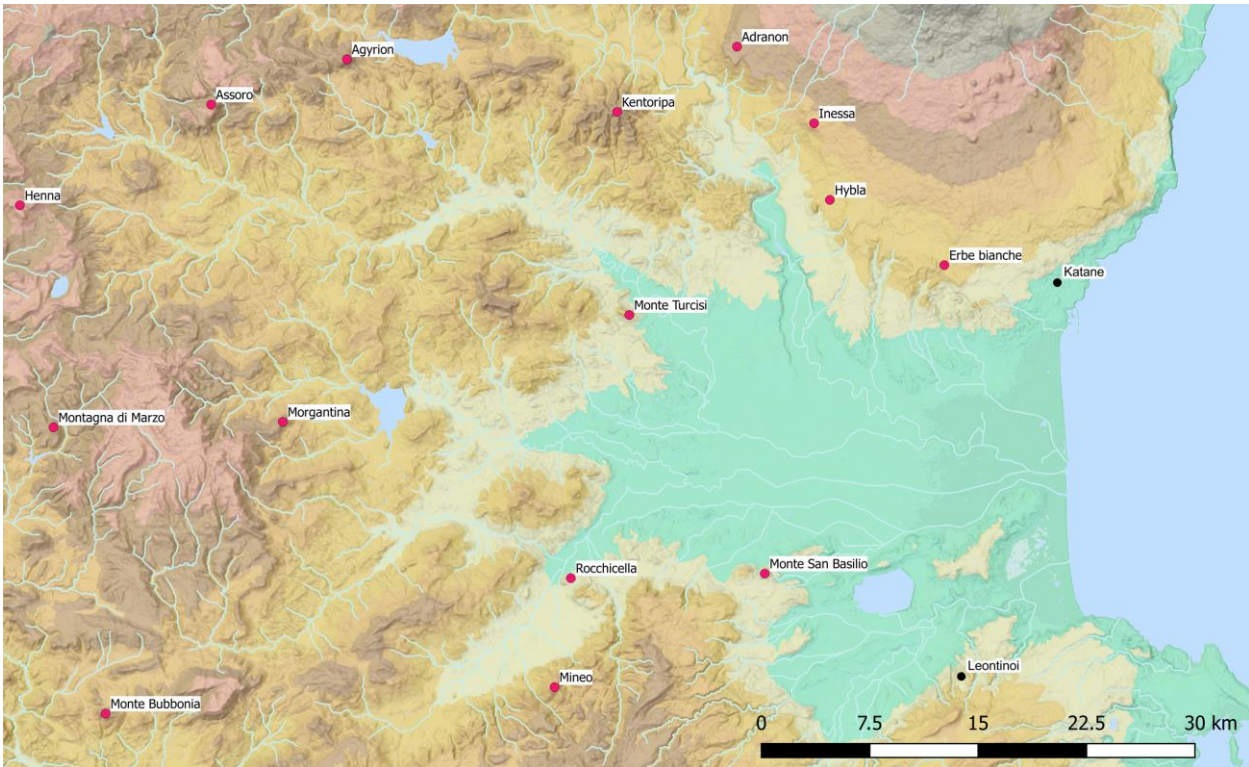 Adranon
Agyrion
Assoro
Kentoripa
Inessa
Henna
Hybla
Erbe bianche
Katane
Monte Turcisi
Montagna di Marzo
Morgantina
Rocchicella
Monte San Basilio
Mineo
Leontinoi
Monte Bubbonia
0 7.5 15 22.5 30 km